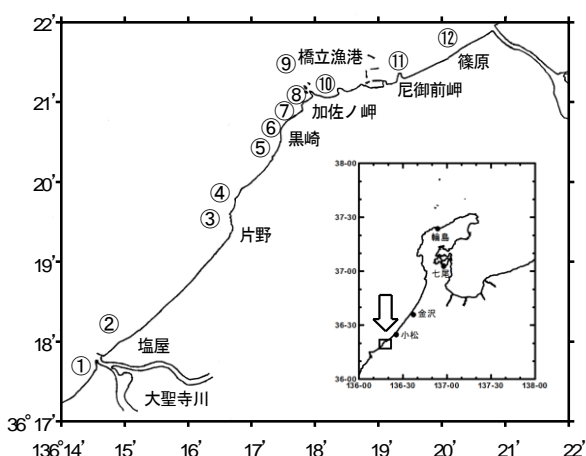 22’
21’
20’
19’
18’
36° 17’
136° 14’ 15’ 16’ 17’ 18’ 19’ 20’ 21’ 22’
⑫
篠原
⑪
尼御前岬
橋立漁港
⑩
⑨
⑧
加佐ノ岬
⑦
⑥
黒崎
⑤
④
③
片野
②
塩屋
①
大聖寺川
38-00
37-30
37-00
36-30
36-00
136-00 136-30 137-00 137-30 138-00
輪島
七尾
金沢
小松